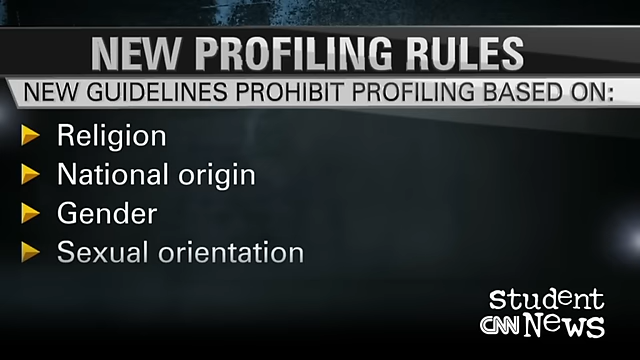 NEW PROFILING RULES
NEW GUIDELINES PROHIBIT PROFILING BASED ON:
Religion
National origin
Gender
Sexual orientation
student
CNN NEWS